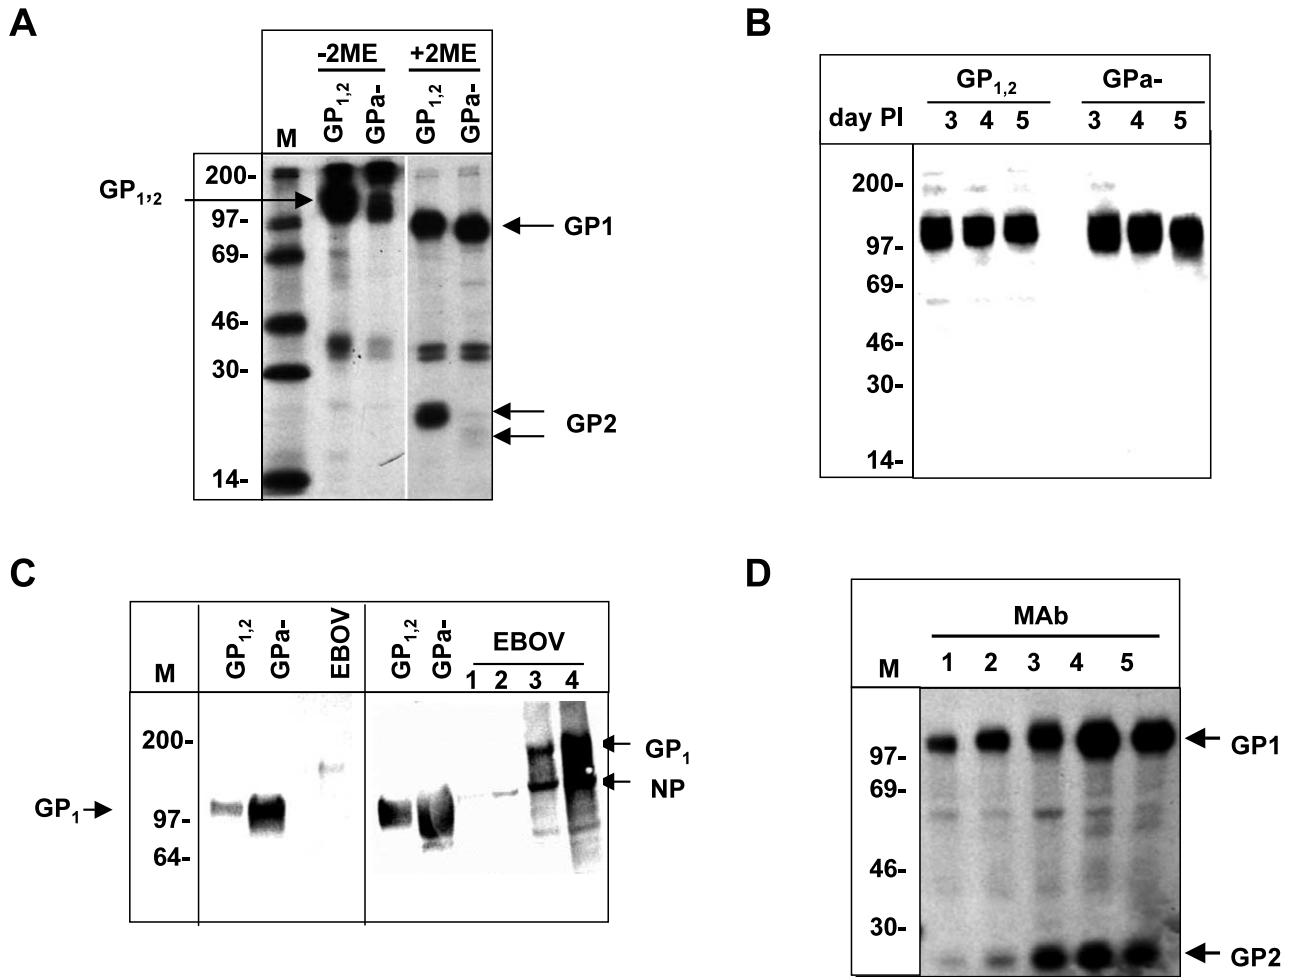 A
-2ME +2ME
M GP1,2 GPa- GP1,2 GPa-
200-
GP1,2
97-
GP1
69-
46-
30-
GP2
14-
B
GP1,2 GPa-
day PI 3 4 5 3 4 5
200-
97-
69-
46-
30-
14-
C
M GP1,2 GPa- EBOV GP1,2 GPa- EBOV
1 2 3 4
200-
GP1
NP
GP1
97-
64-
D
MAb
M 1 2 3 4 5
GP1
97-
69-
46-
30-
GP2